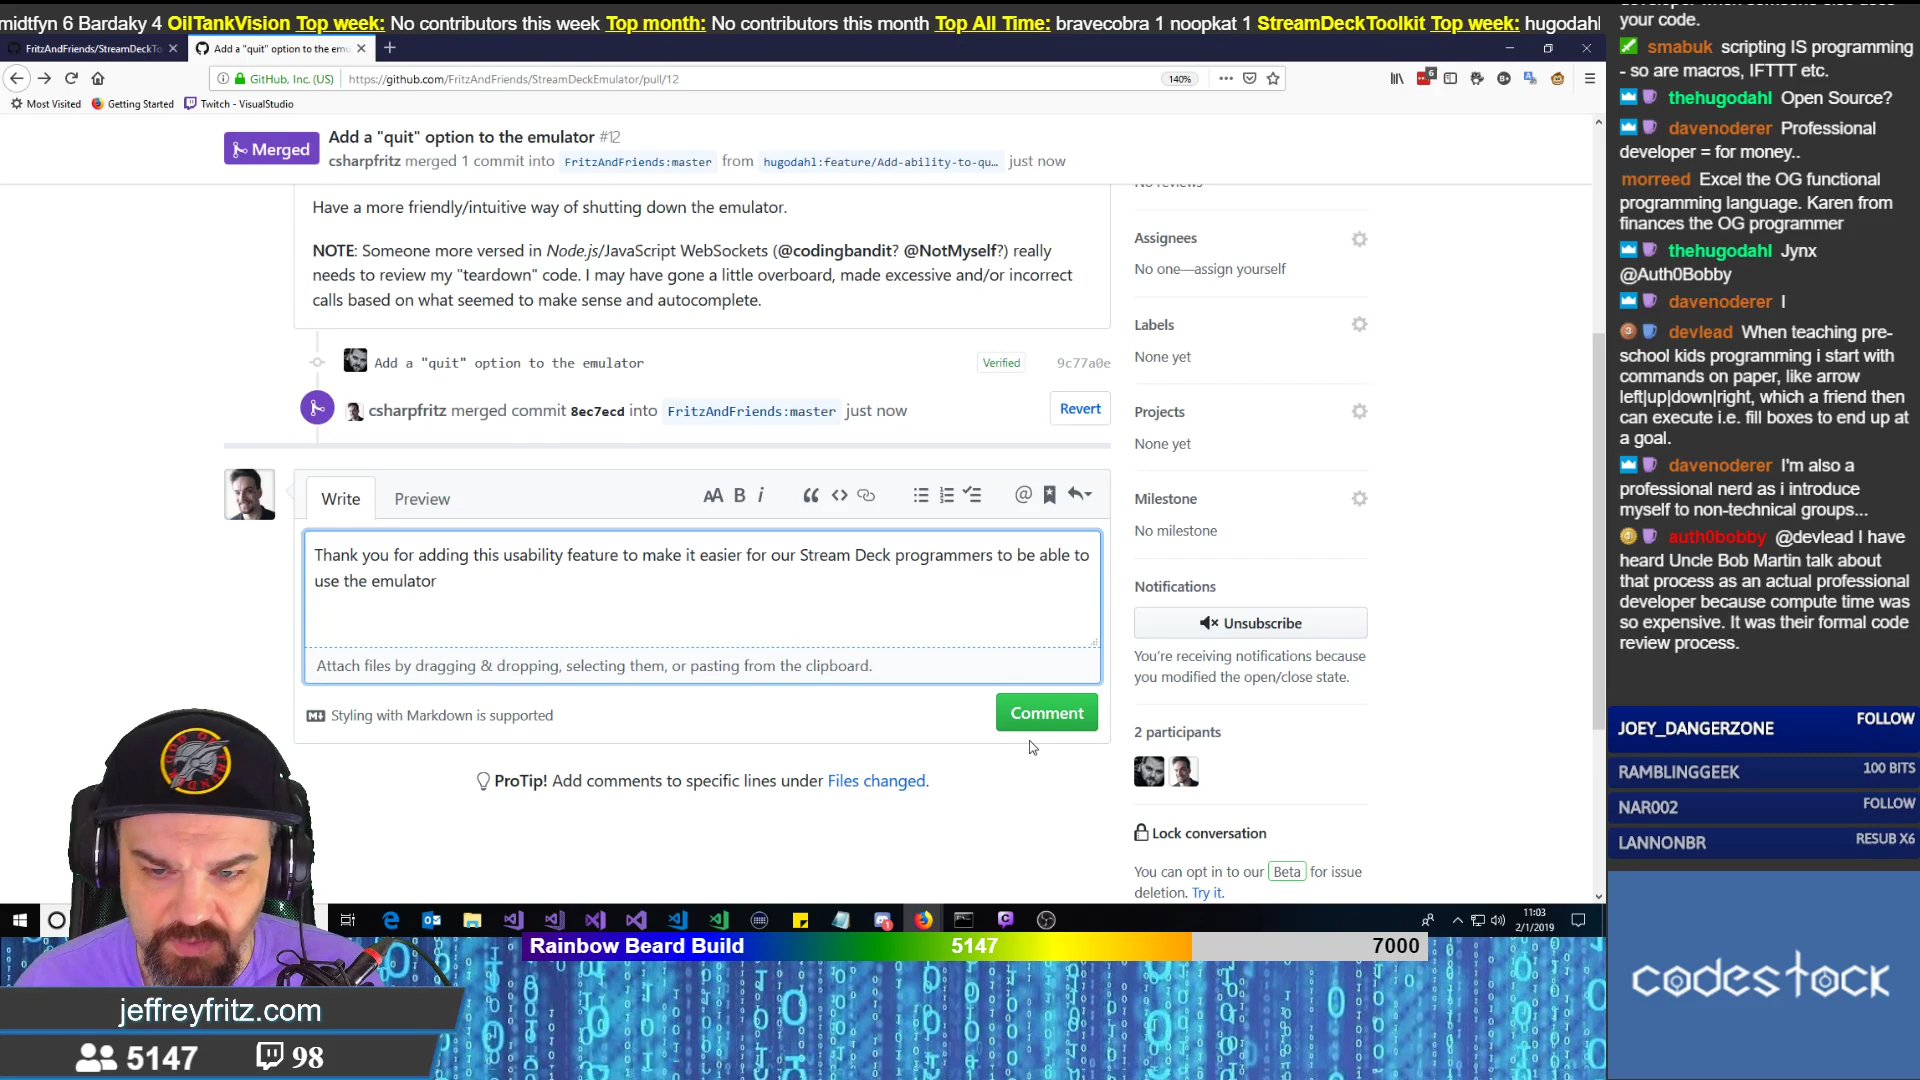 midtfyn 6 Bardaky 4 OilTankVision Top week: No contributors this week Top month: No contributors this month Top All Time: bravecobra 1 noopkat 1 StreamDeckToolkit Top week: hugodahl
FritzAndFriends/StreamDeckTo
Add a "quit" option to the emu
GitHub, Inc. (US)
https://github.com/FritzAndFriends/StreamDeckEmulator/pull/12
140%
6
Most Visited
Getting Started
Twitch - VisualStudio
Merged
Add a "quit" option to the emulator #12
csharpfritz merged 1 commit into FritzAndFriends:master from hugodahl:feature/Add-ability-to-qu… just now
Have a more friendly/intuitive way of shutting down the emulator.
NOTE: Someone more versed in Node.js/JavaScript WebSockets (@codingbandit? @NotMyself?) really
needs to review my "teardown" code. I may have gone a little overboard, made excessive and/or incorrect
calls based on what seemed to make sense and autocomplete.
Add a "quit" option to the emulator
Verified
9c77a0e
csharpfritz merged commit 8ec7ecd into FritzAndFriends:master just now
Revert
Write
Preview
AA B i
Thank you for adding this usability feature to make it easier for our Stream Deck programmers to be able to
use the emulator
Attach files by dragging & dropping, selecting them, or pasting from the clipboard.
Styling with Markdown is supported
Comment
ProTip! Add comments to specific lines under Files changed.
No reviews
Assignees
No one—assign yourself
Labels
None yet
Projects
None yet
Milestone
No milestone
Notifications
Unsubscribe
You're receiving notifications because
you modified the open/close state.
2 participants
Lock conversation
You can opt in to our Beta for issue
deletion. Try it.
11:03
2/1/2019
Rainbow Beard Build
5147
7000
jeffreyfritz.com
5147
98
your code.
smabuk scripting IS programming
- so are macros, IFTTT etc.
thehugodahl Open Source?
davenoderer Professional
developer = for money..
morreed Excel the OG functional
programming language. Karen from
finances the OG programmer
thehugodahl Jynx
@Auth0Bobby
davenoderer I
devlead When teaching pre-
school kids programming i start with
commands on paper, like arrow
left|up|down|right, which a friend then
can execute i.e. fill boxes to end up at
a goal.
davenoderer I'm also a
professional nerd as i introduce
myself to non-technical groups...
auth0bobby @devlead I have
heard Uncle Bob Martin talk about
that process as an actual professional
developer because compute time was
so expensive. It was their formal code
review process.
JOEY_DANGERZONE FOLLOW
RAMBLINGGEEK 100 BITS
NAR002 FOLLOW
LANNONBR RESUB X6
codestock